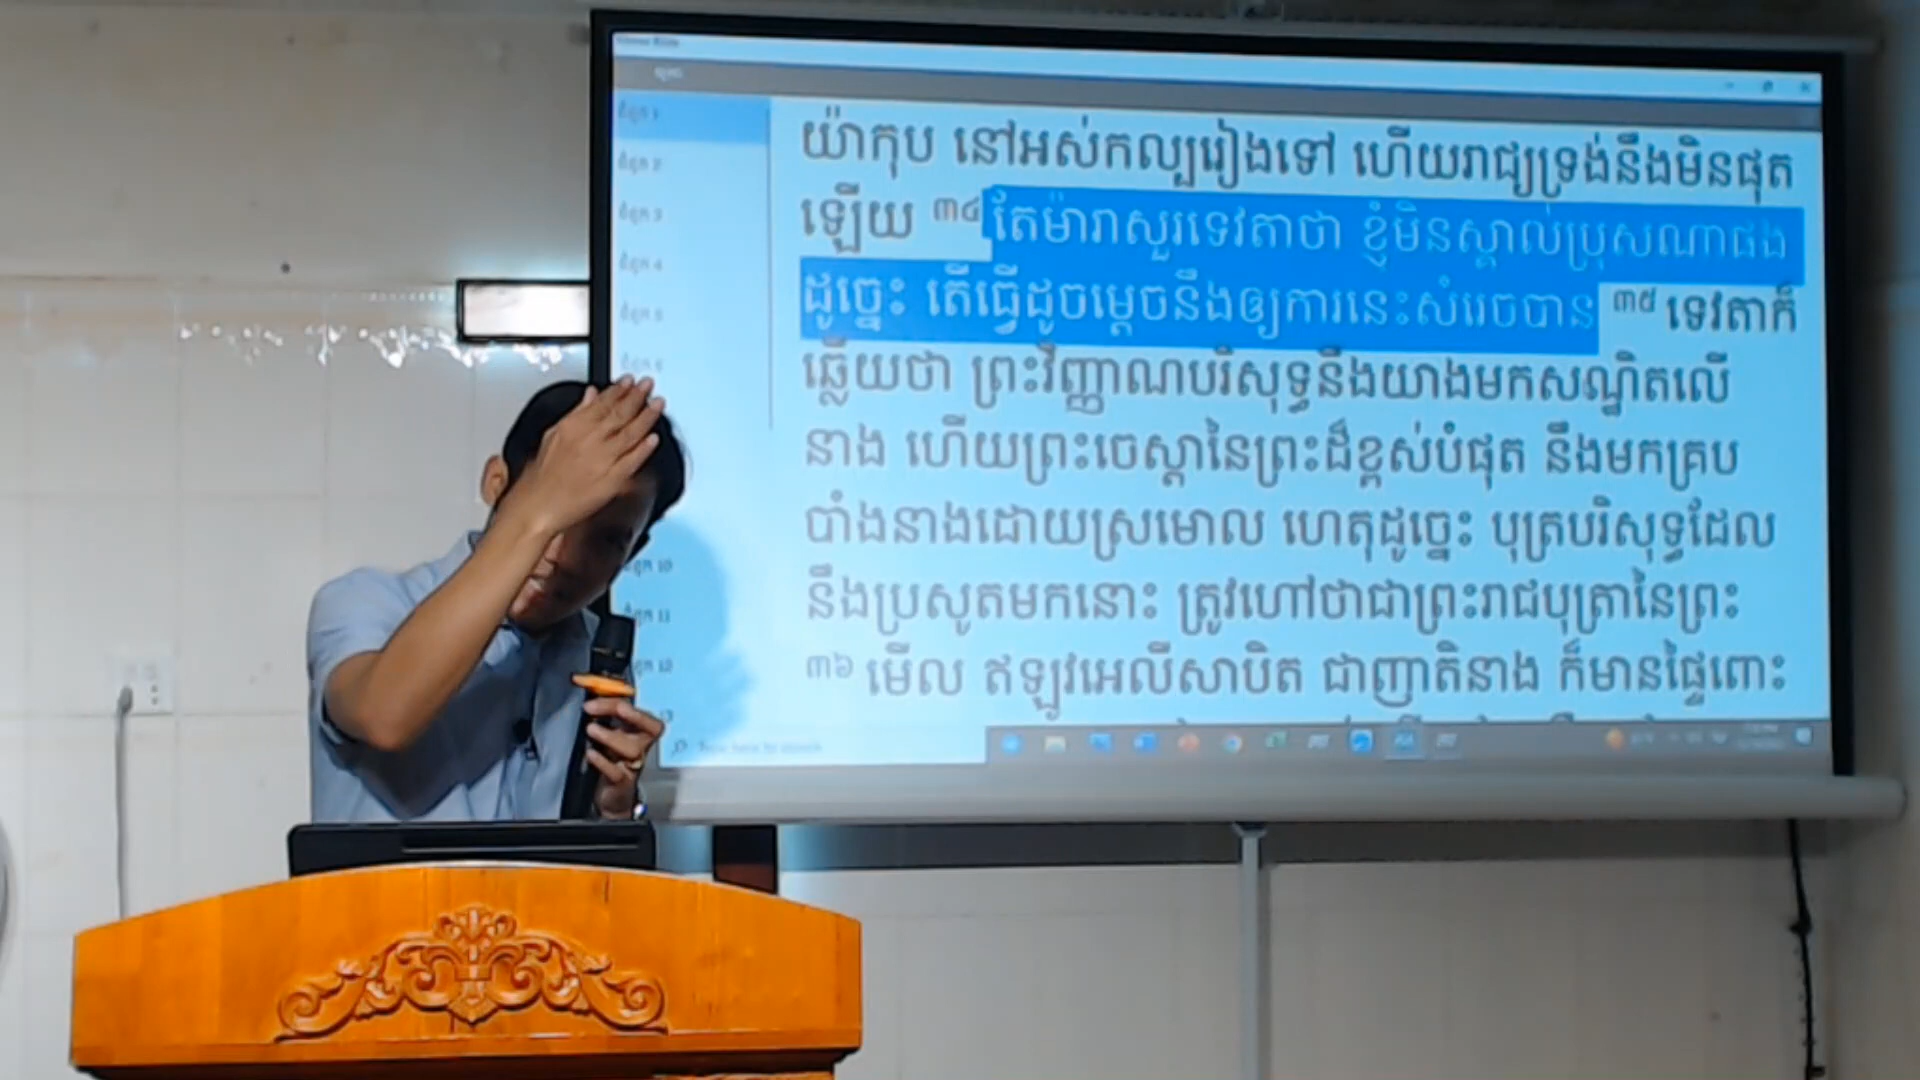 យ៉ាកុប នៅអស់កល្បរៀងទៅ ហើយរាជ្យទ្រង់នឹងមិនផុត
ឡើយ ៣៤ តែម៉ារាសួរទេវតាថា ខ្ញុំមិនស្គាល់ប្រុសណាផង
ដូច្នេះ តើធ្វើដូចម្តេចនឹងឲ្យការនេះសំរេចបាន ៣៥ ទេវតាក៏
ឆ្លើយថា ព្រះវិញ្ញាណបរិសុទ្ធនឹងយាងមកសណ្ឋិតលើ
នាង ហើយព្រះចេស្តានៃព្រះដ៏ខ្ពស់បំផុត នឹងមកគ្រប
បាំងនាងដោយស្រមោល ហេតុដូច្នេះ បុត្របរិសុទ្ធដែល
នឹងប្រសូតមកនោះ ត្រូវហៅថាជាព្រះរាជបុត្រានៃព្រះ
៣៦ មើល ឥឡូវអេលីសាបិត ជាញាតិនាង ក៏មានផ្ទៃពោះ
Type here to search